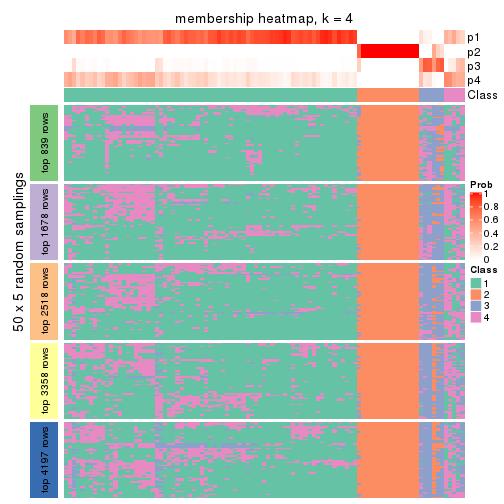 membership heatmap, k = 4
p1
p2
p3
p4
Class
50 x 5 random samplings
top 839 rows
top 1678 rows
top 2518 rows
top 3358 rows
top 4197 rows
Prob
1
0.8
0.6
0.4
0.2
0
Class
1
2
3
4